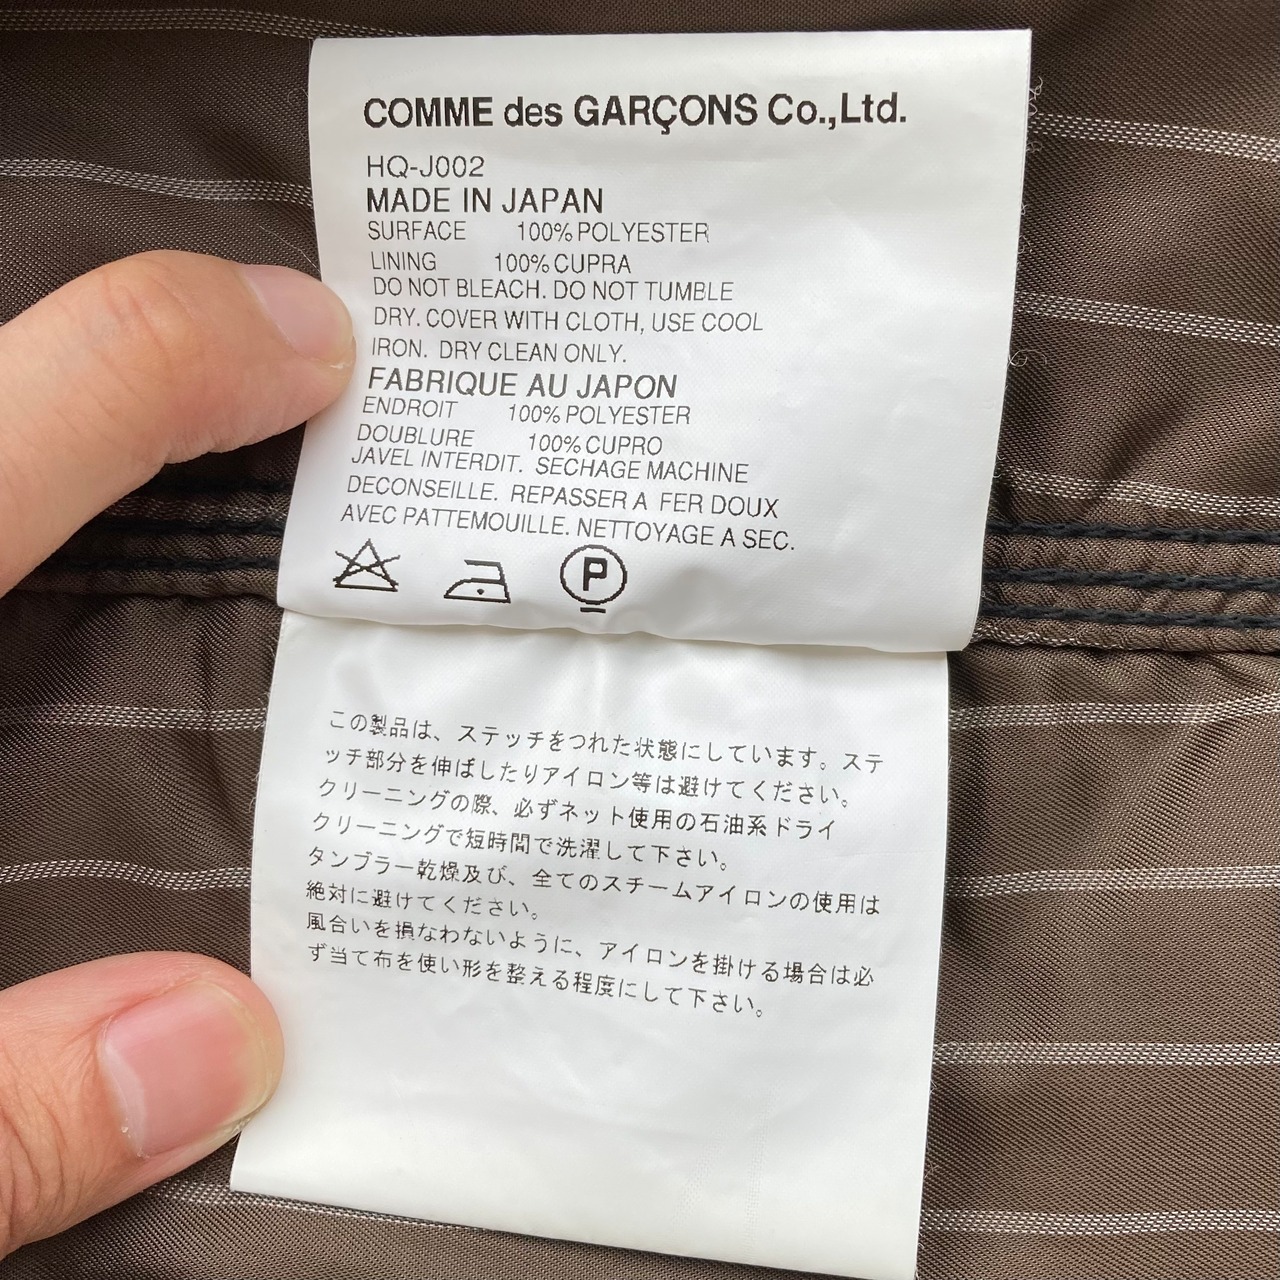 COMME des GARÇONS Co.,Ltd.
HQ-J002
MADE IN JAPAN
SURFACE 100% POLYESTER
LINING 100% CUPRA
DO NOT BLEACH. DO NOT TUMBLE
DRY. COVER WITH CLOTH, USE COOL
IRON. DRY CLEAN ONLY.
FABRIQUE AU JAPON
ENDROIT 100% POLYESTER
DOUBLURE 100% CUPRO
JAVEL INTERDIT. SECHAGE MACHINE
DECONSEILLE. REPASSER A FER DOUX
AVEC PATTEMOUILLE. NETTOYAGE A SEC.
P
この製品は、ステッチをつれた状態にしています。ステ
ッチ部分を伸ばしたりアイロン等は避けてください。
クリーニングの際、必ずネット使用の石油系ドライ
クリーニングで短時間で洗濯して下さい。
タンブラー乾燥及び、全てのスチームアイロンの使用は
絶対に避けてください。
風合いを損なわないように、アイロンを掛ける場合は必
ず当て布を使い形を整える程度にして下さい。